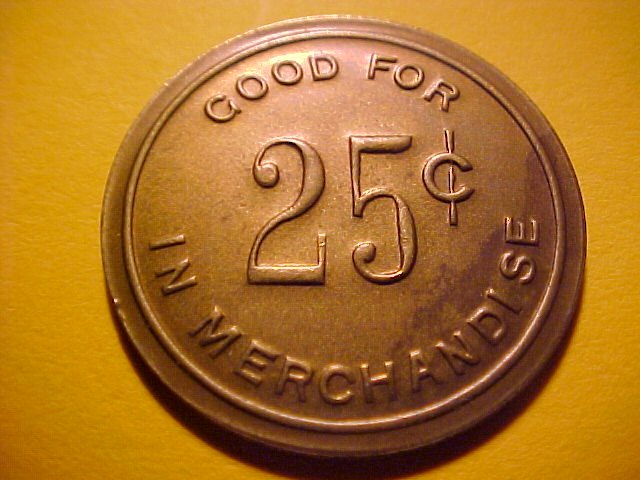 GOOD FOR
25¢
IN MERCHANDISE